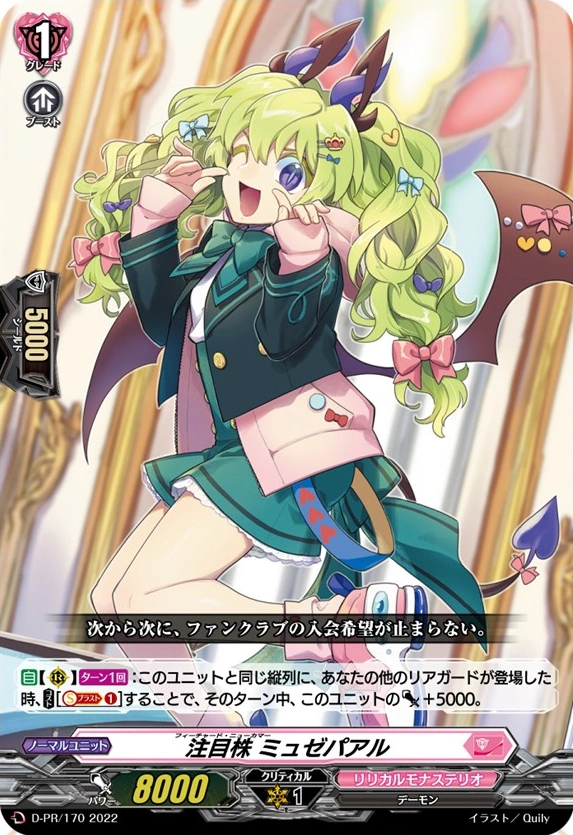 1
グレード
ブースト
5000
シールド
次から次に、ファンクラブの入会希望が止まらない。
自【R】ターン1回:このユニットと同じ縦列に、あなたの他のリアガードが登場した
時、コスト[Sブラスト1]することで、そのターン中、このユニットの+5000。
ノーマルユニット
フィーチャード・ニューカマー
注目株 ミュゼパアル
パワー
8000
クリティカル
1
リリカルモナステリオ
デーモン
D-PR/170 2022
イラスト／Quily